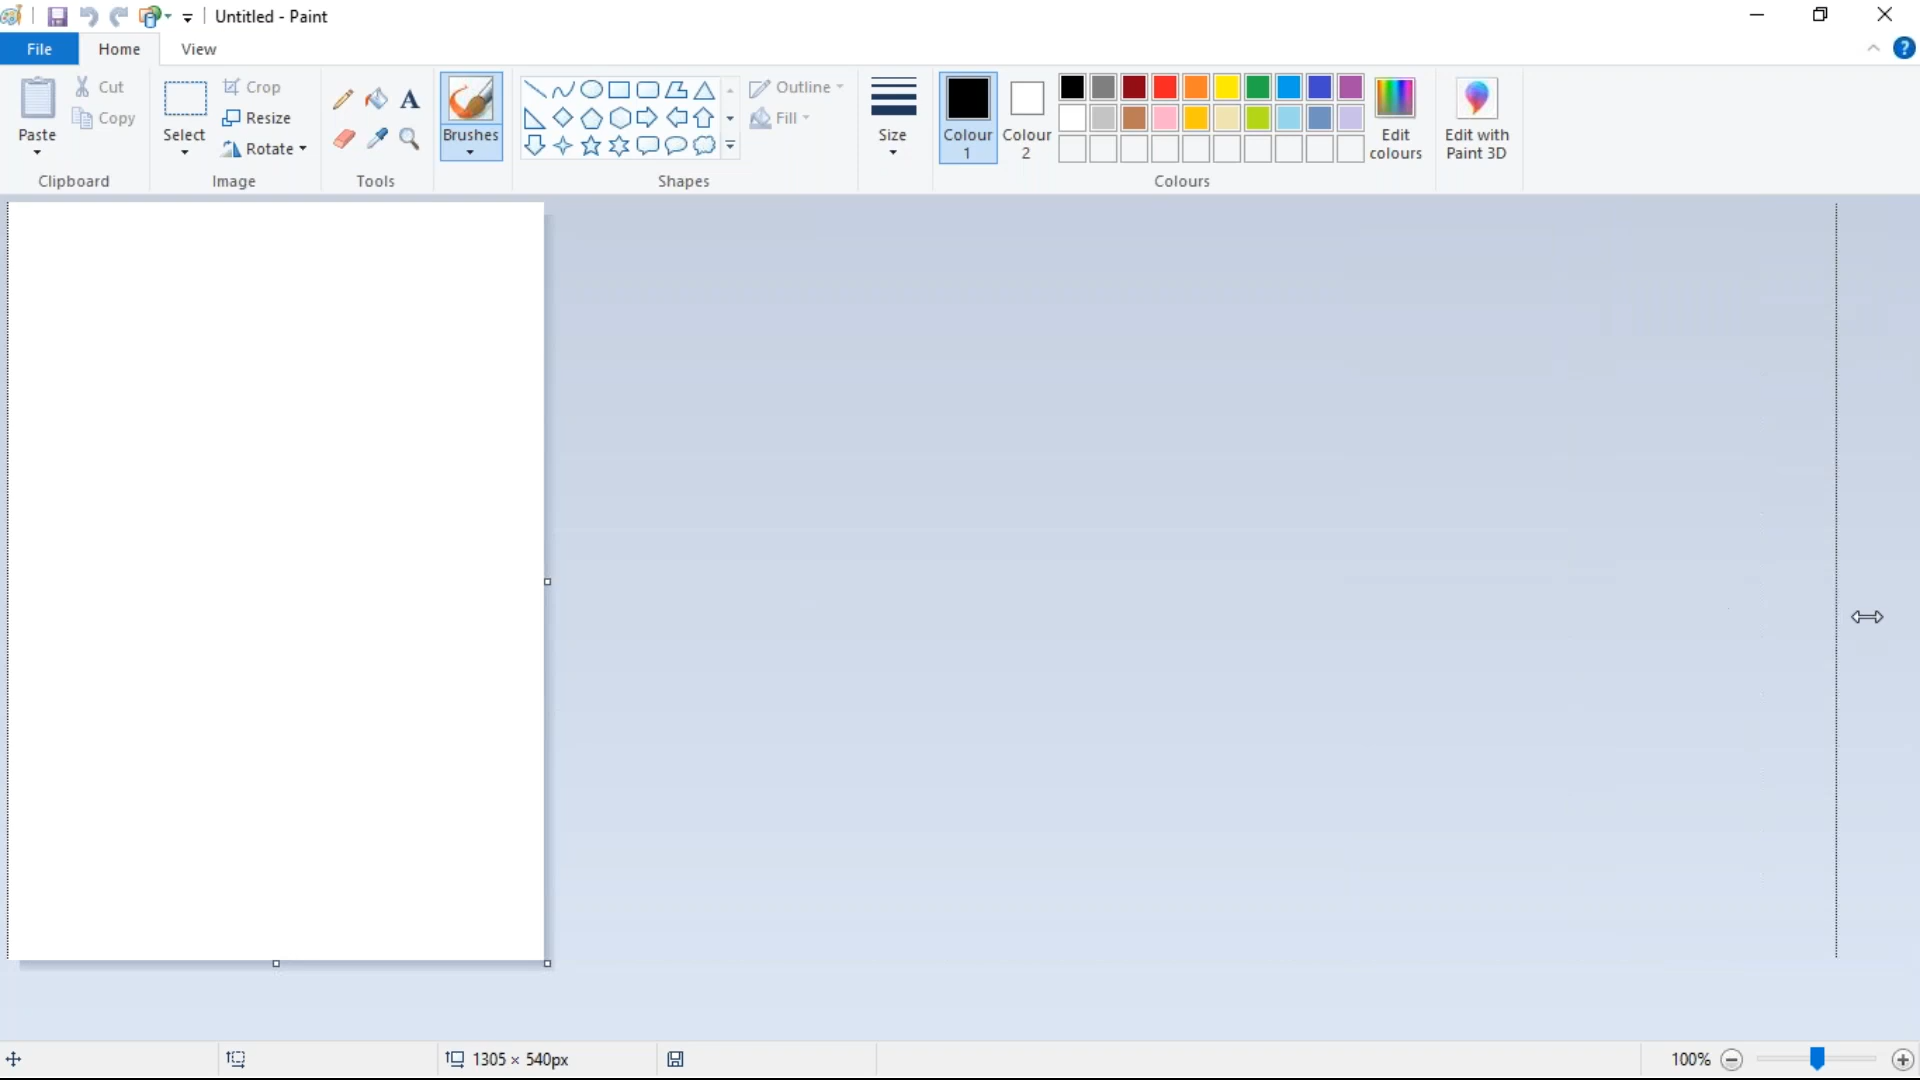 Untitled - Paint
File Home View
Paste Cut Copy
Select Crop Resize Rotate
A
Brushes
Outline Fill
Size
Colour 1
Colour 2
Edit colours
Edit with Paint 3D
Clipboard Image Tools Shapes Colours
1305 × 540px 100%